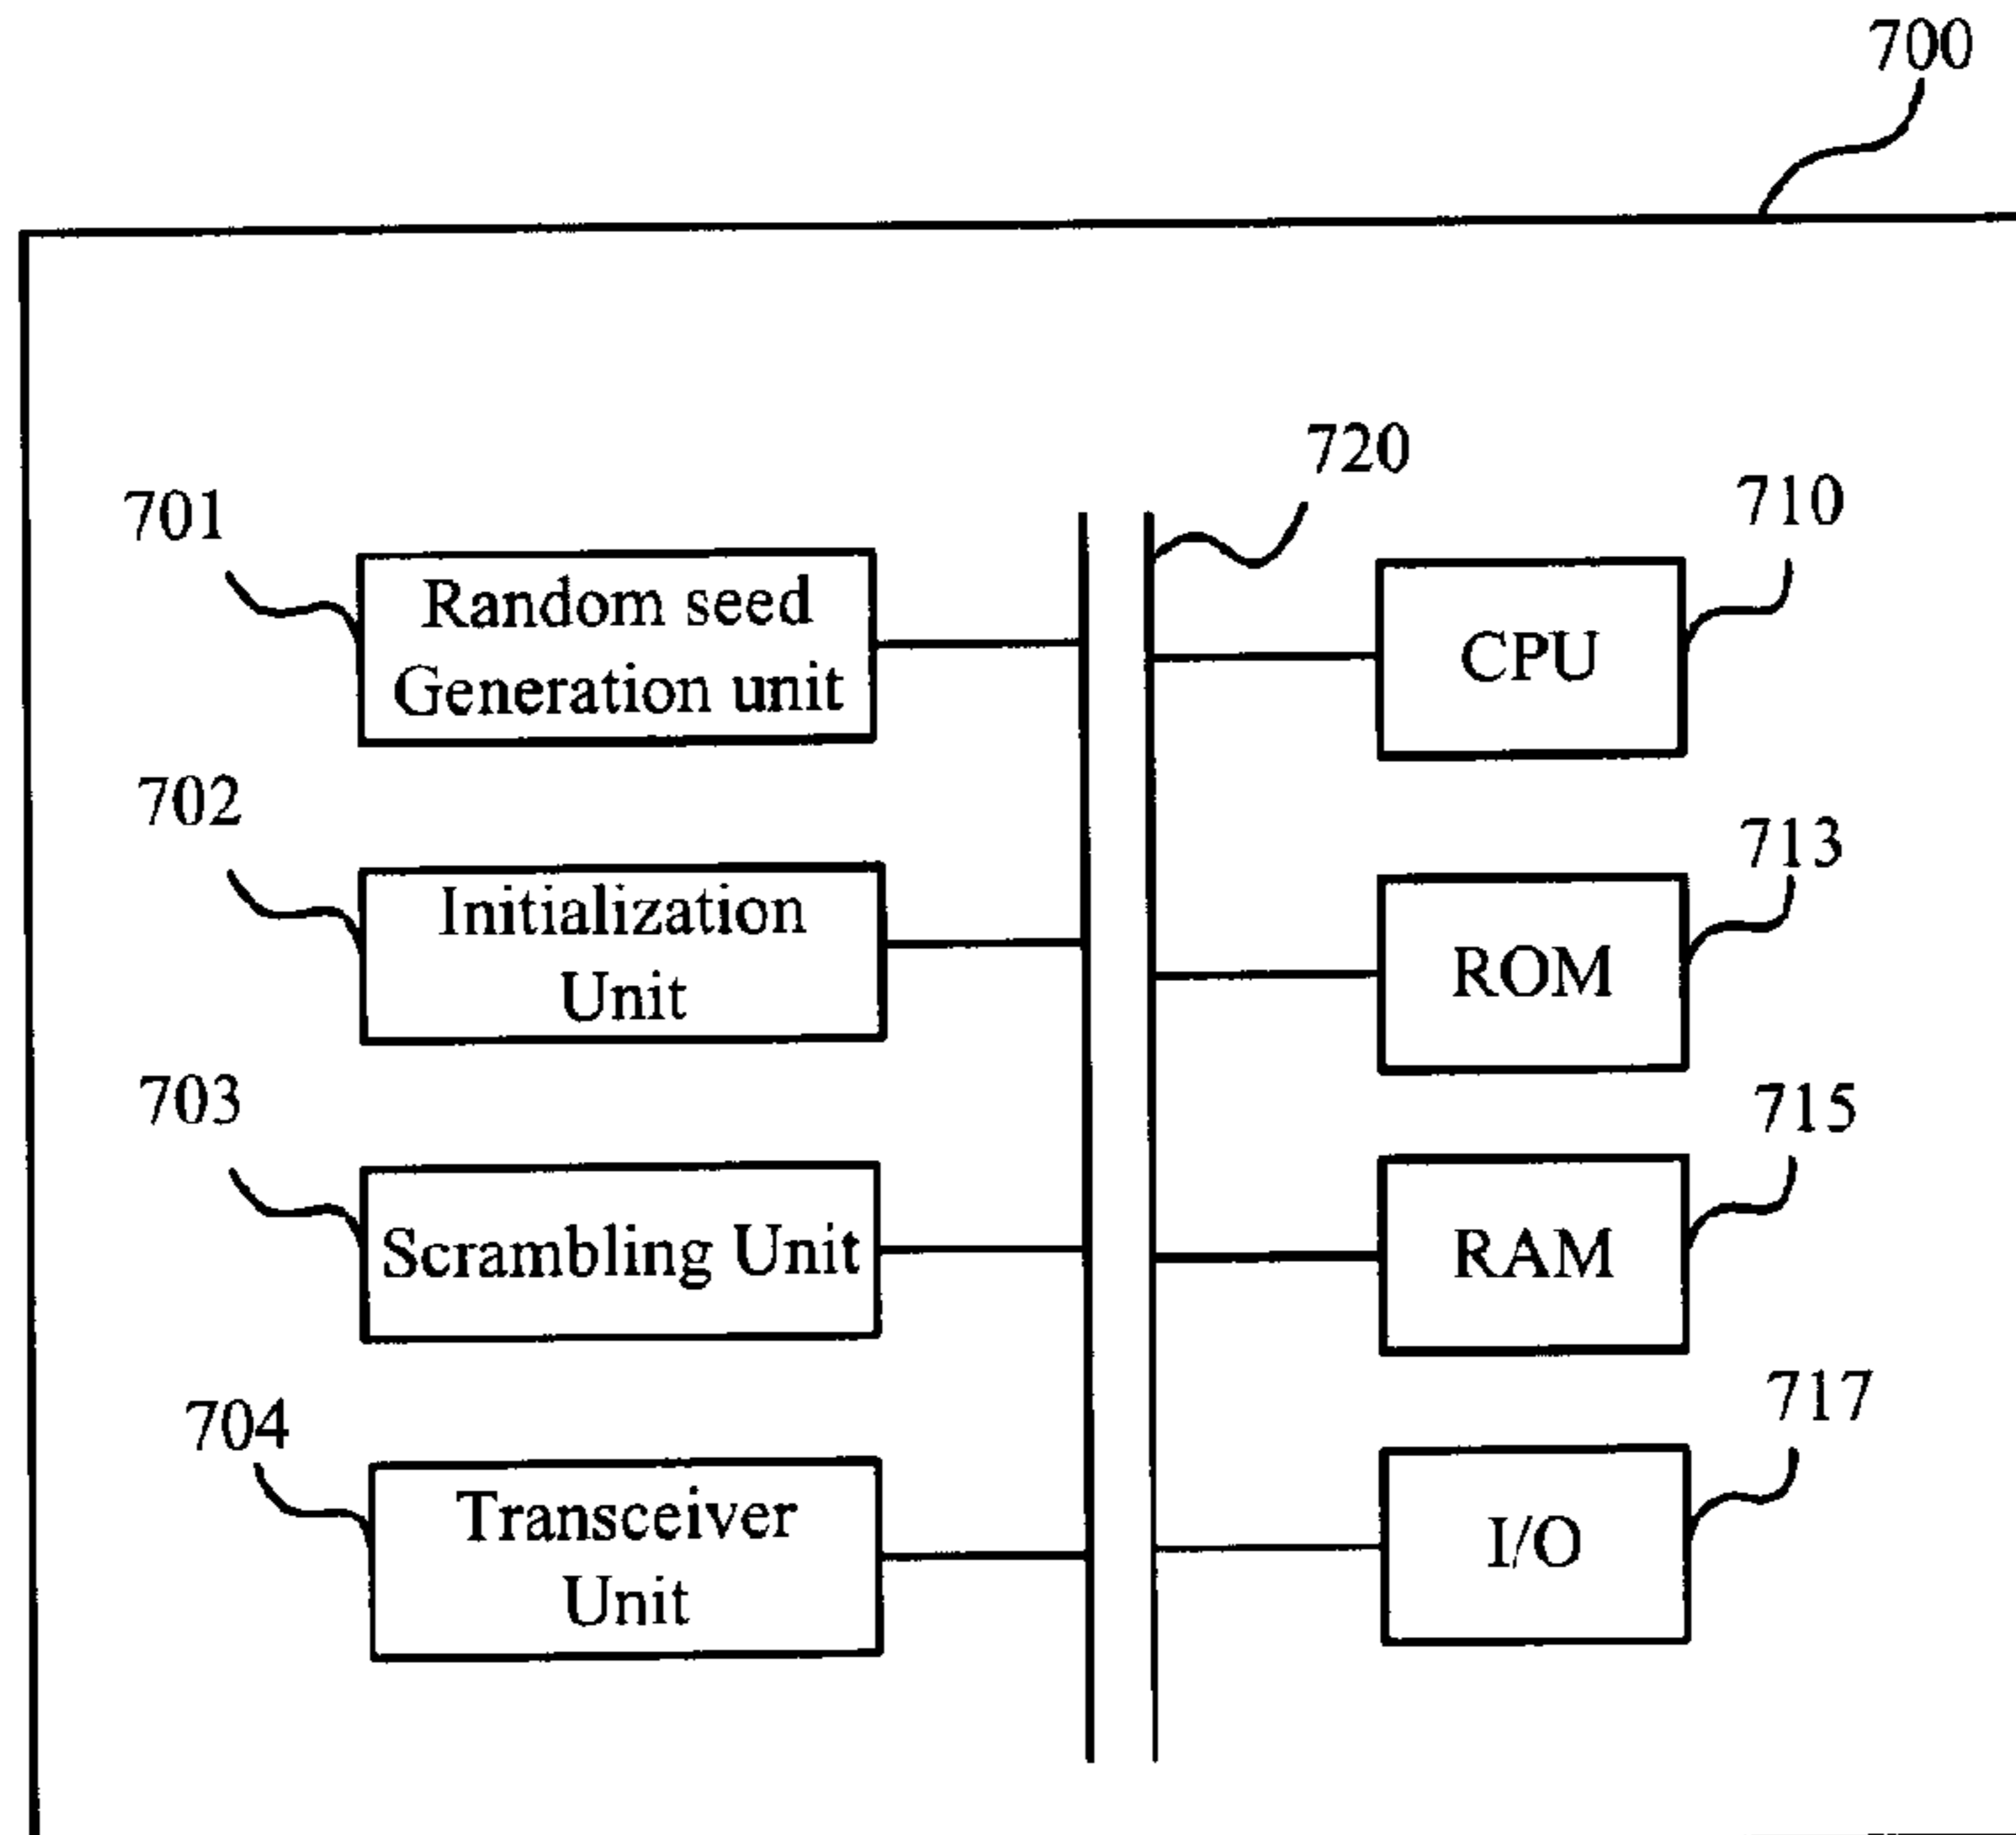 700
720
701
710
Random seed
Generation unit
CPU
702
713
Initialization
Unit
ROM
703
715
Scrambling Unit
RAM
704
717
Transceiver
Unit
I/O